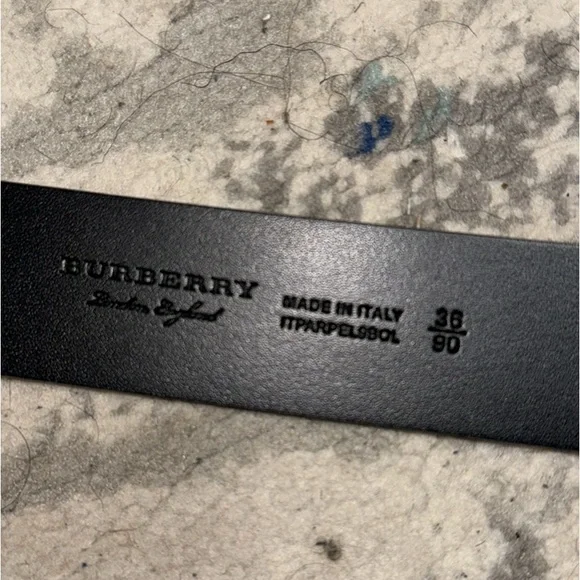 BURBERRY
London, England
MADE IN ITALY
ITPARPEL99OL
36
90